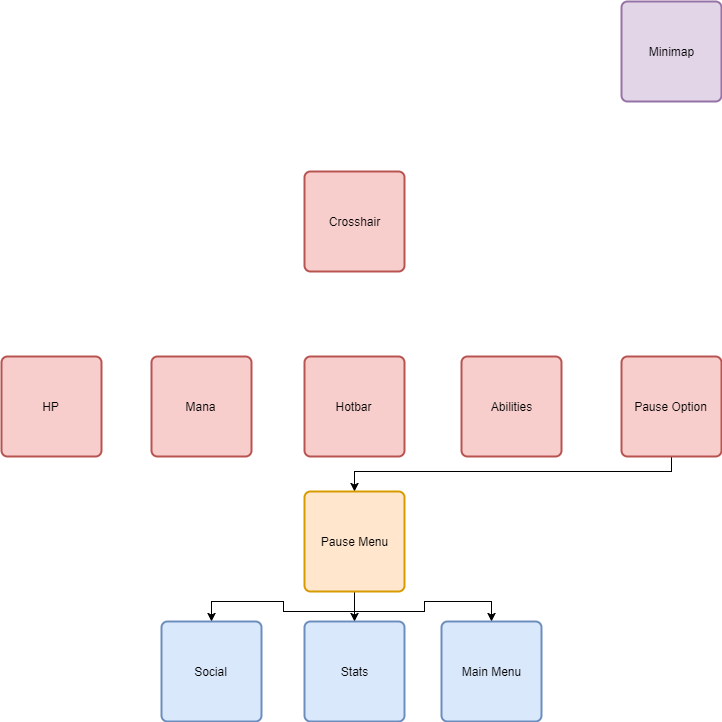 Minimap
Crosshair
HP
Mana
Hotbar
Abilities
Pause Option
Pause Menu
Social
Stats
Main Menu